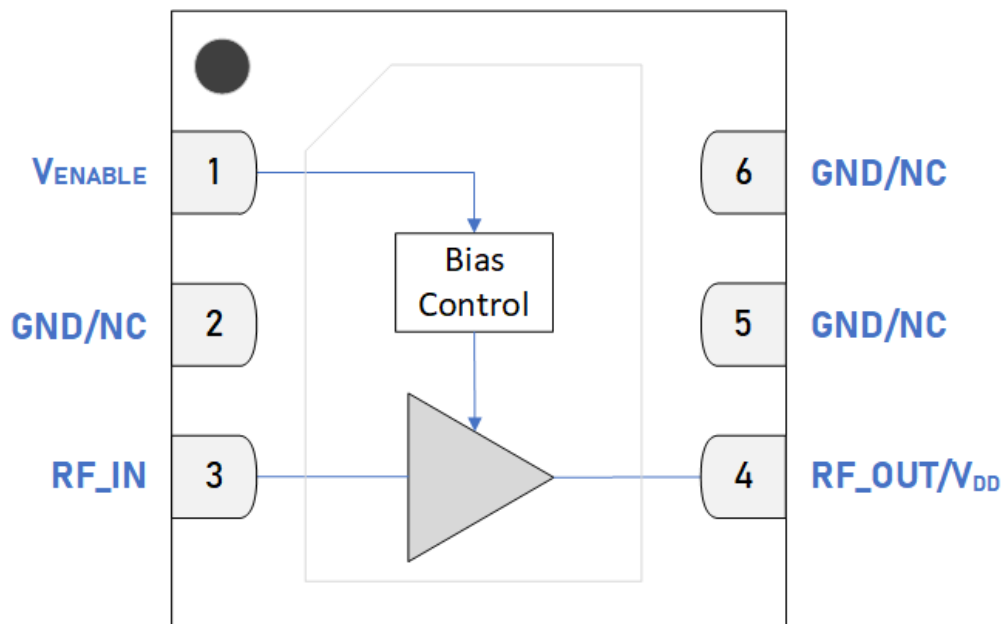 VENABLE 1 6 GND/NC
Bias
Control
GND/NC 2 5 GND/NC
RF_IN 3 4 RF_OUT/VDD